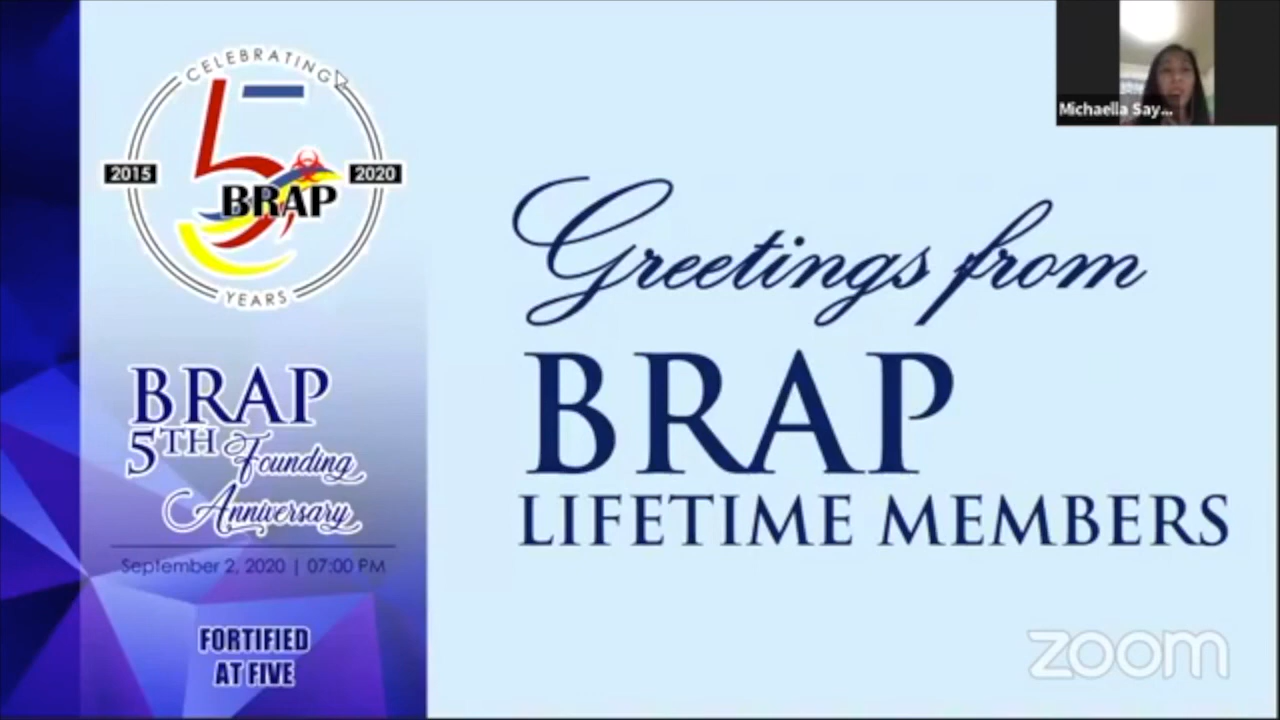 CELEBRATING
5
2015
2020
BRAP
YEARS
BRAP
5TH Founding
Anniversary
September 2, 2020 | 07:00 PM
FORTIFIED
AT FIVE
Greetings from
BRAP
LIFETIME MEMBERS
Michaella Say...
zoom